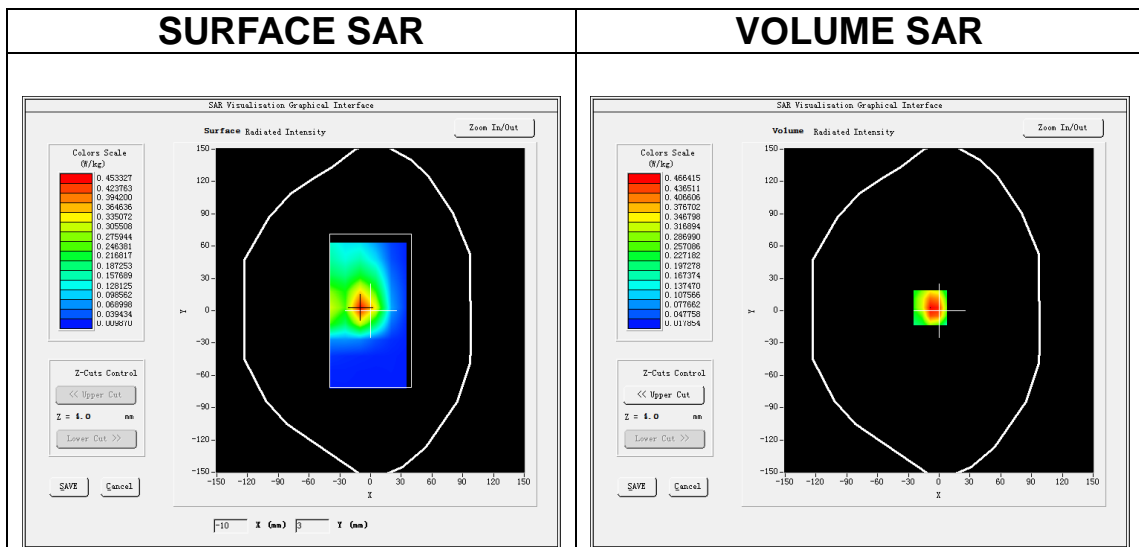 SURFACE SAR
VOLUME SAR
SAR Visualisation Graphical Interface
Surface Radiated Intensity
Zoom In/Out
Colors Scale
(W/kg)
0.453327
0.423763
0.394200
0.364636
0.335072
0.305508
0.275944
0.246381
0.216817
0.187253
0.157689
0.128125
0.098562
0.068998
0.039434
0.009870
150
120
90
60
30
0
-30
-60
-90
-120
-150
Y
-150 -120 -90 -60 -30 0 30 60 90 120 150
X
Z-Cuts Control
<< Upper Cut
Z = 4.0 mm
Lower Cut >>
SAVE Cancel
-10 X (mm) 3 Y (mm)
SAR Visualisation Graphical Interface
Volume Radiated Intensity
Zoom In/Out
Colors Scale
(W/kg)
0.466415
0.436511
0.406606
0.376702
0.346798
0.316894
0.286990
0.257086
0.227182
0.197278
0.167374
0.137470
0.107566
0.077662
0.047758
0.017854
150
120
90
60
30
0
-30
-60
-90
-120
-150
Y
-150 -120 -90 -60 -30 0 30 60 90 120 150
X
Z-Cuts Control
<< Upper Cut
Z = 4.0 mm
Lower Cut >>
SAVE Cancel